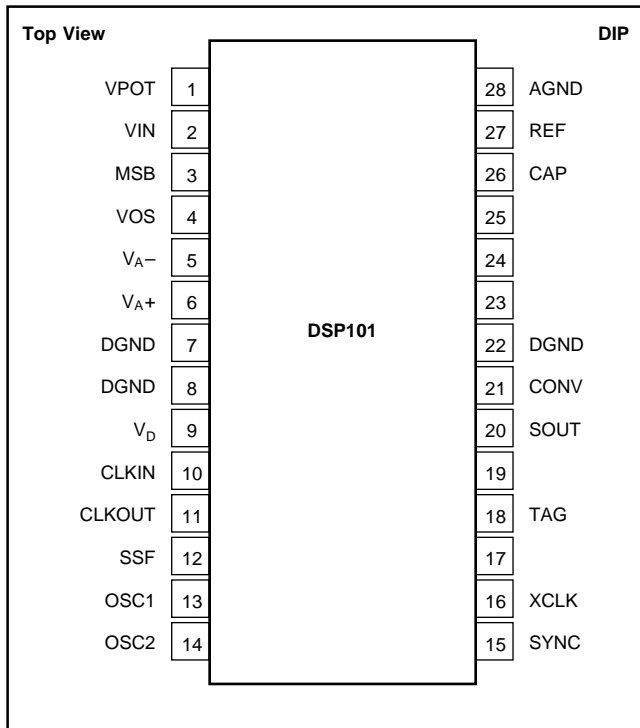 Top View DIP
VPOT 1 28 AGND
VIN 2 27 REF
MSB 3 26 CAP
VOS 4 25
VA– 5 24
VA+ 6 23
DSP101
DGND 7 22 DGND
DGND 8 21 CONV
VD 9 20 SOUT
CLKIN 10 19
CLKOUT 11 18 TAG
SSF 12 17
OSC1 13 16 XCLK
OSC2 14 15 SYNC